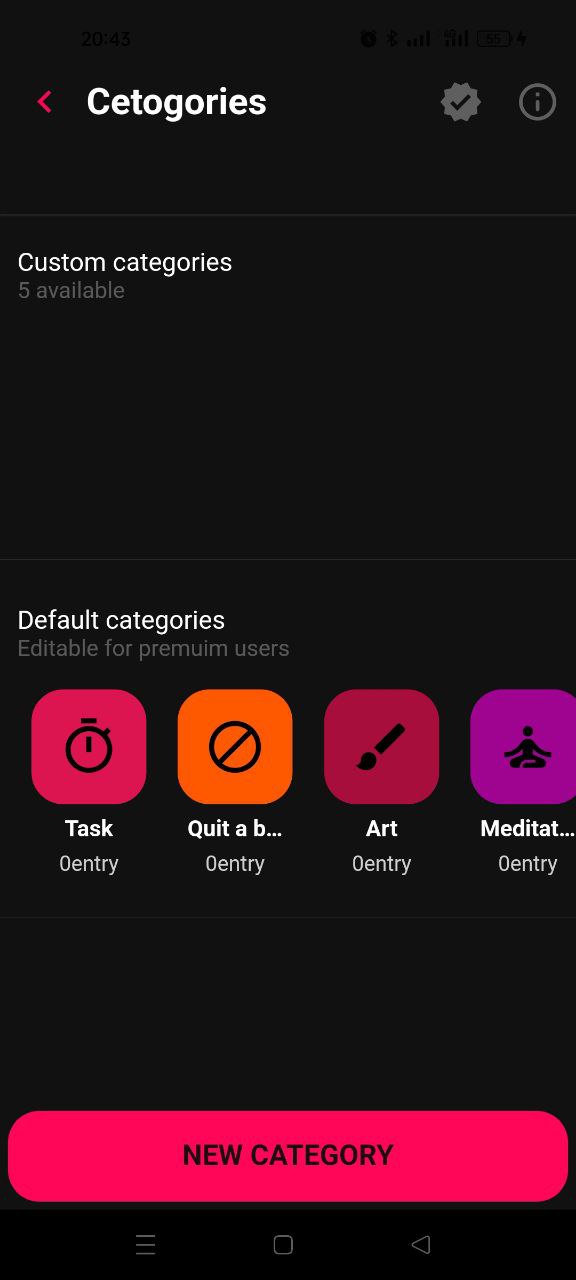 20:43
4G
55
Cetogories
Custom categories
5 available
Default categories
Editable for premuim users
Task
Quit a b...
Art
Meditat...
0entry
0entry
0entry
0entry
NEW CATEGORY